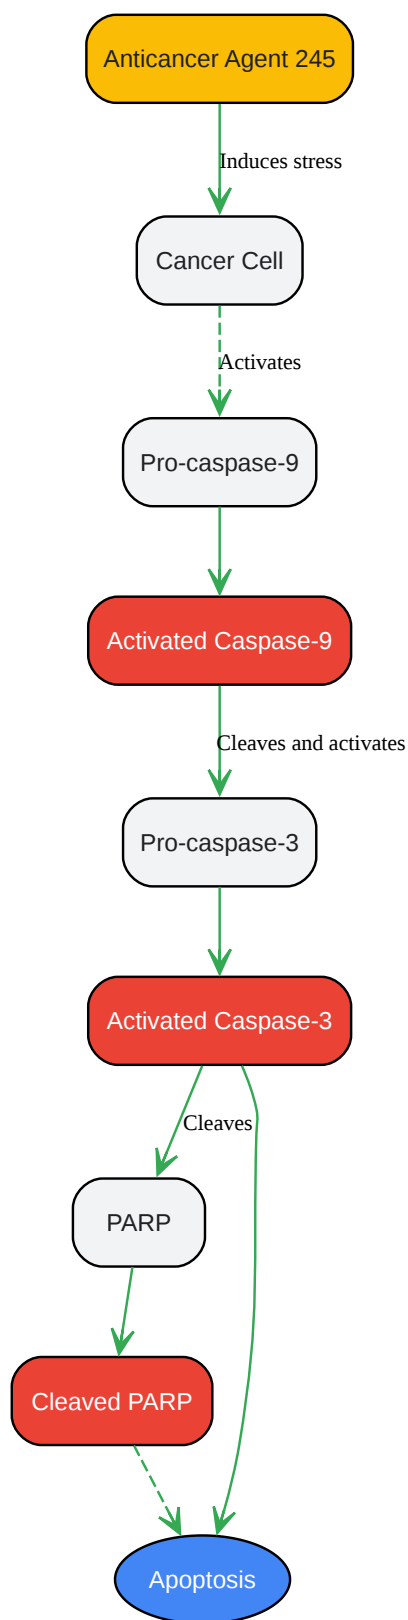 Anticancer Agent 245
Induces stress
Cancer Cell
Activates
Pro-caspase-9
Activated Caspase-9
Cleaves and activates
Pro-caspase-3
Activated Caspase-3
Cleaves
PARP
Cleaved PARP
Apoptosis